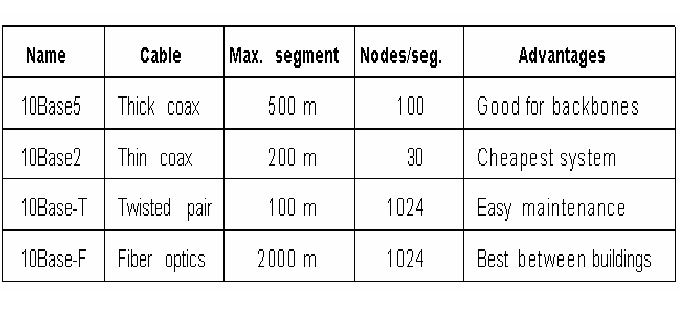 Name Cable Max. segment Nodes/seg. Advantages
10Base5 Thick coax 500 m 100 Good for backbones
10Base2 Thin coax 200 m 30 Cheapest system
10Base-T Twisted pair 100 m 1024 Easy maintenance
10Base-F Fiber optics 2000 m 1024 Best between buildings